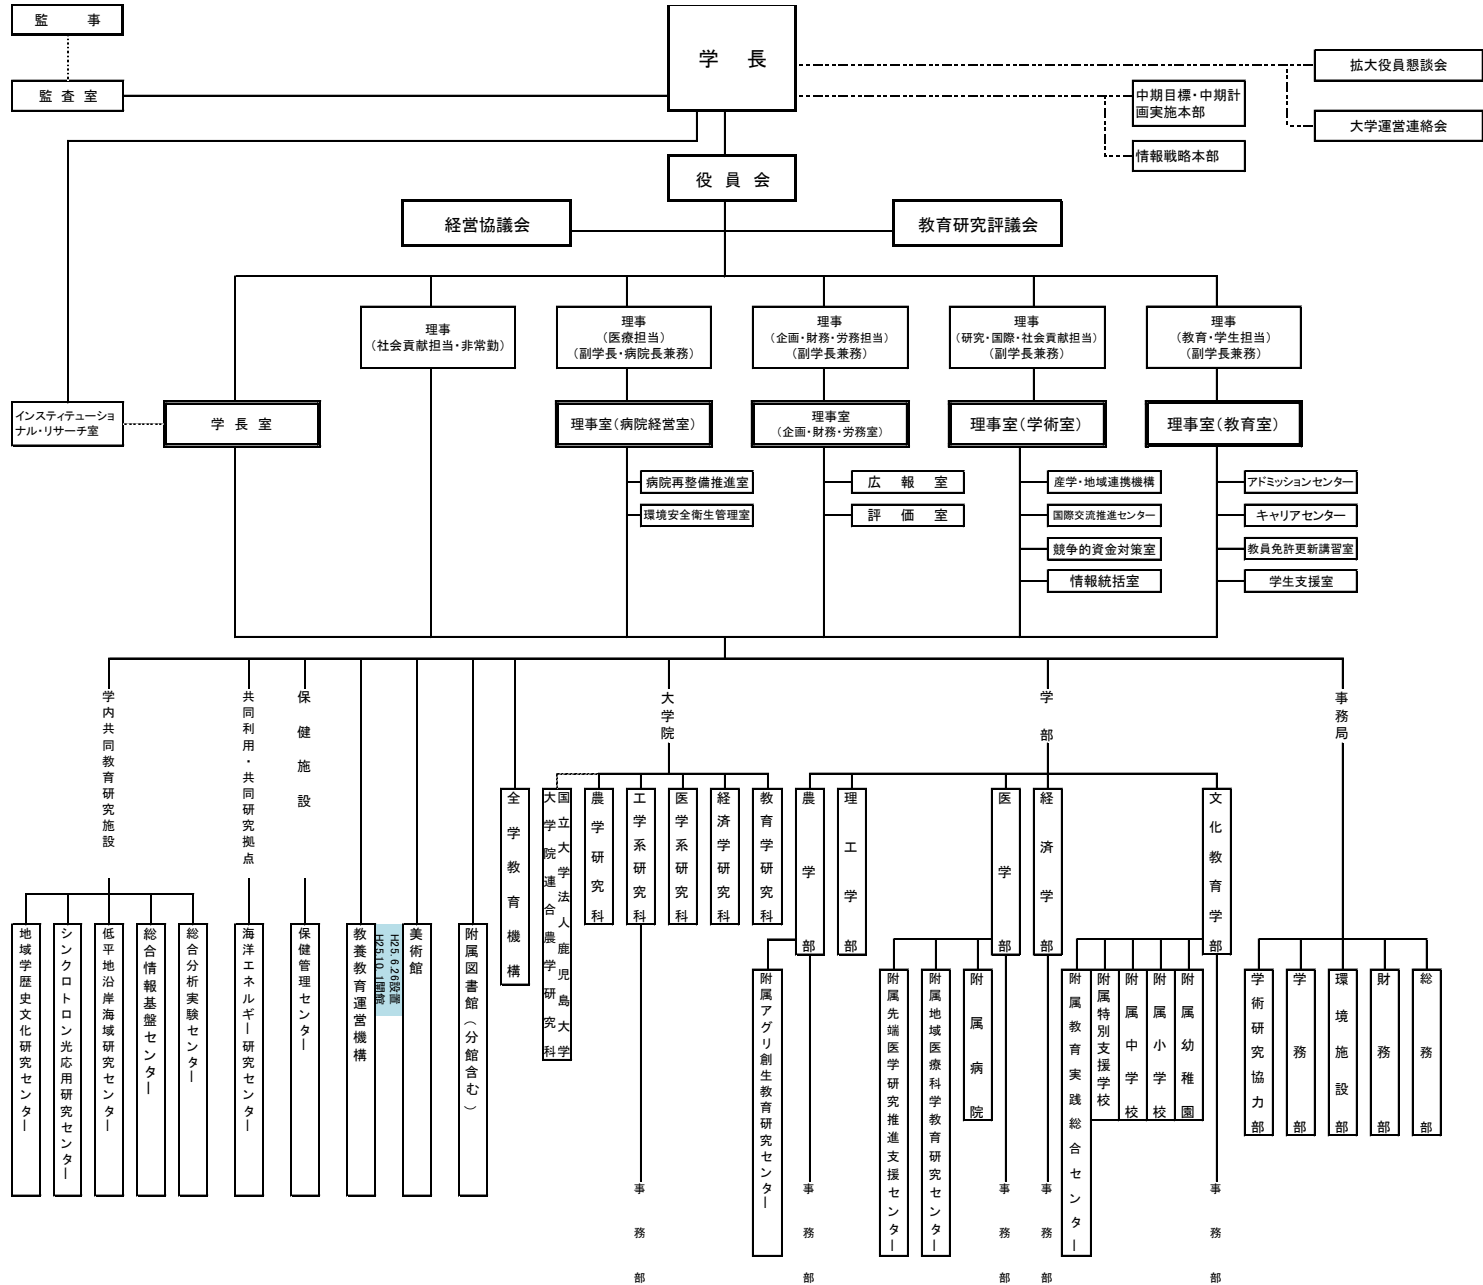 監　　事
学　長
拡大役員懇談会
監 査 室
中期目標・中期計
画実施本部
大学運営連絡会
情報戦略本部
役 員 会
経営協議会
教育研究評議会
理事
（社会貢献担当・非常勤）
理事
（医療担当）
（副学長・病院長兼務）
理事
（企画・財務・労務担当）
（副学長兼務）
理事
（研究・国際・社会貢献担当）
（副学長兼務）
理事
（教育・学生担当）
（副学長兼務）
インスティテューショ
ナル・リサーチ室
学 長 室
理事室（病院経営室）
理事室
（企画・財務・労務室）
理事室（学術室）
理事室（教育室）
病院再整備推進室
環境安全衛生管理室
広　報　室
評　価　室
産学・地域連携機構
国際交流推進センター
競争的資金対策室
情報統括室
アドミッションセンター
キャリアセンター
教員免許更新講習室
学生支援室
学内共同教育研究施設
共同利用・共同研究拠点
保健施設
大学院
学部
事務局
地域学歴史文化研究センター
シンクロトロン光応用研究センター
低平地沿岸海域研究センター
総合情報基盤センター
総合分析実験センター
海洋エネルギー研究センター
保健管理センター
教養教育運営機構
H25.6.26設置
H25.10.1開館
美術館
附属図書館（分館含む）
全学教育機構
国立大学法人鹿児島大学
大学院連合農学研究科
農学研究科
工学系研究科
医学系研究科
経済学研究科
教育学研究科
農学部
理工学部
医学部
経済学部
文化教育学部
事務部
附属アグリ創生教育研究センター
事務部
附属先端医学研究推進支援センター
附属地域医療科学教育研究センター
附属病院
事務部
事務部
附属教育実践総合センター
附属特別支援学校
附属中学校
附属小学校
附属幼稚園
事務部
学術研究協力部
学務部
環境施設部
財務部
総務部